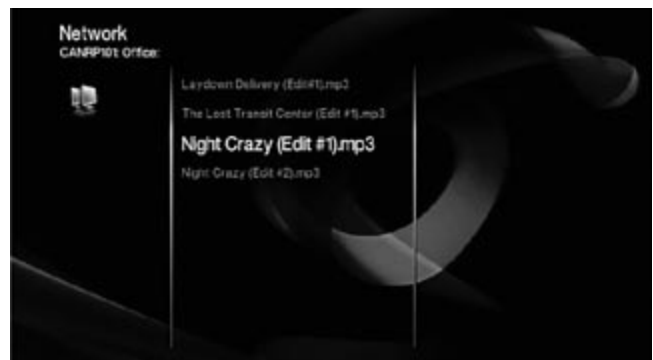 Network
CANRP101: Office:
Laydown Delivery (Edit#1).mp3
The Lost Transit Center (Edit #1).mp3
Night Crazy (Edit #1).mp3
Night Crazy (Edit #2).mp3